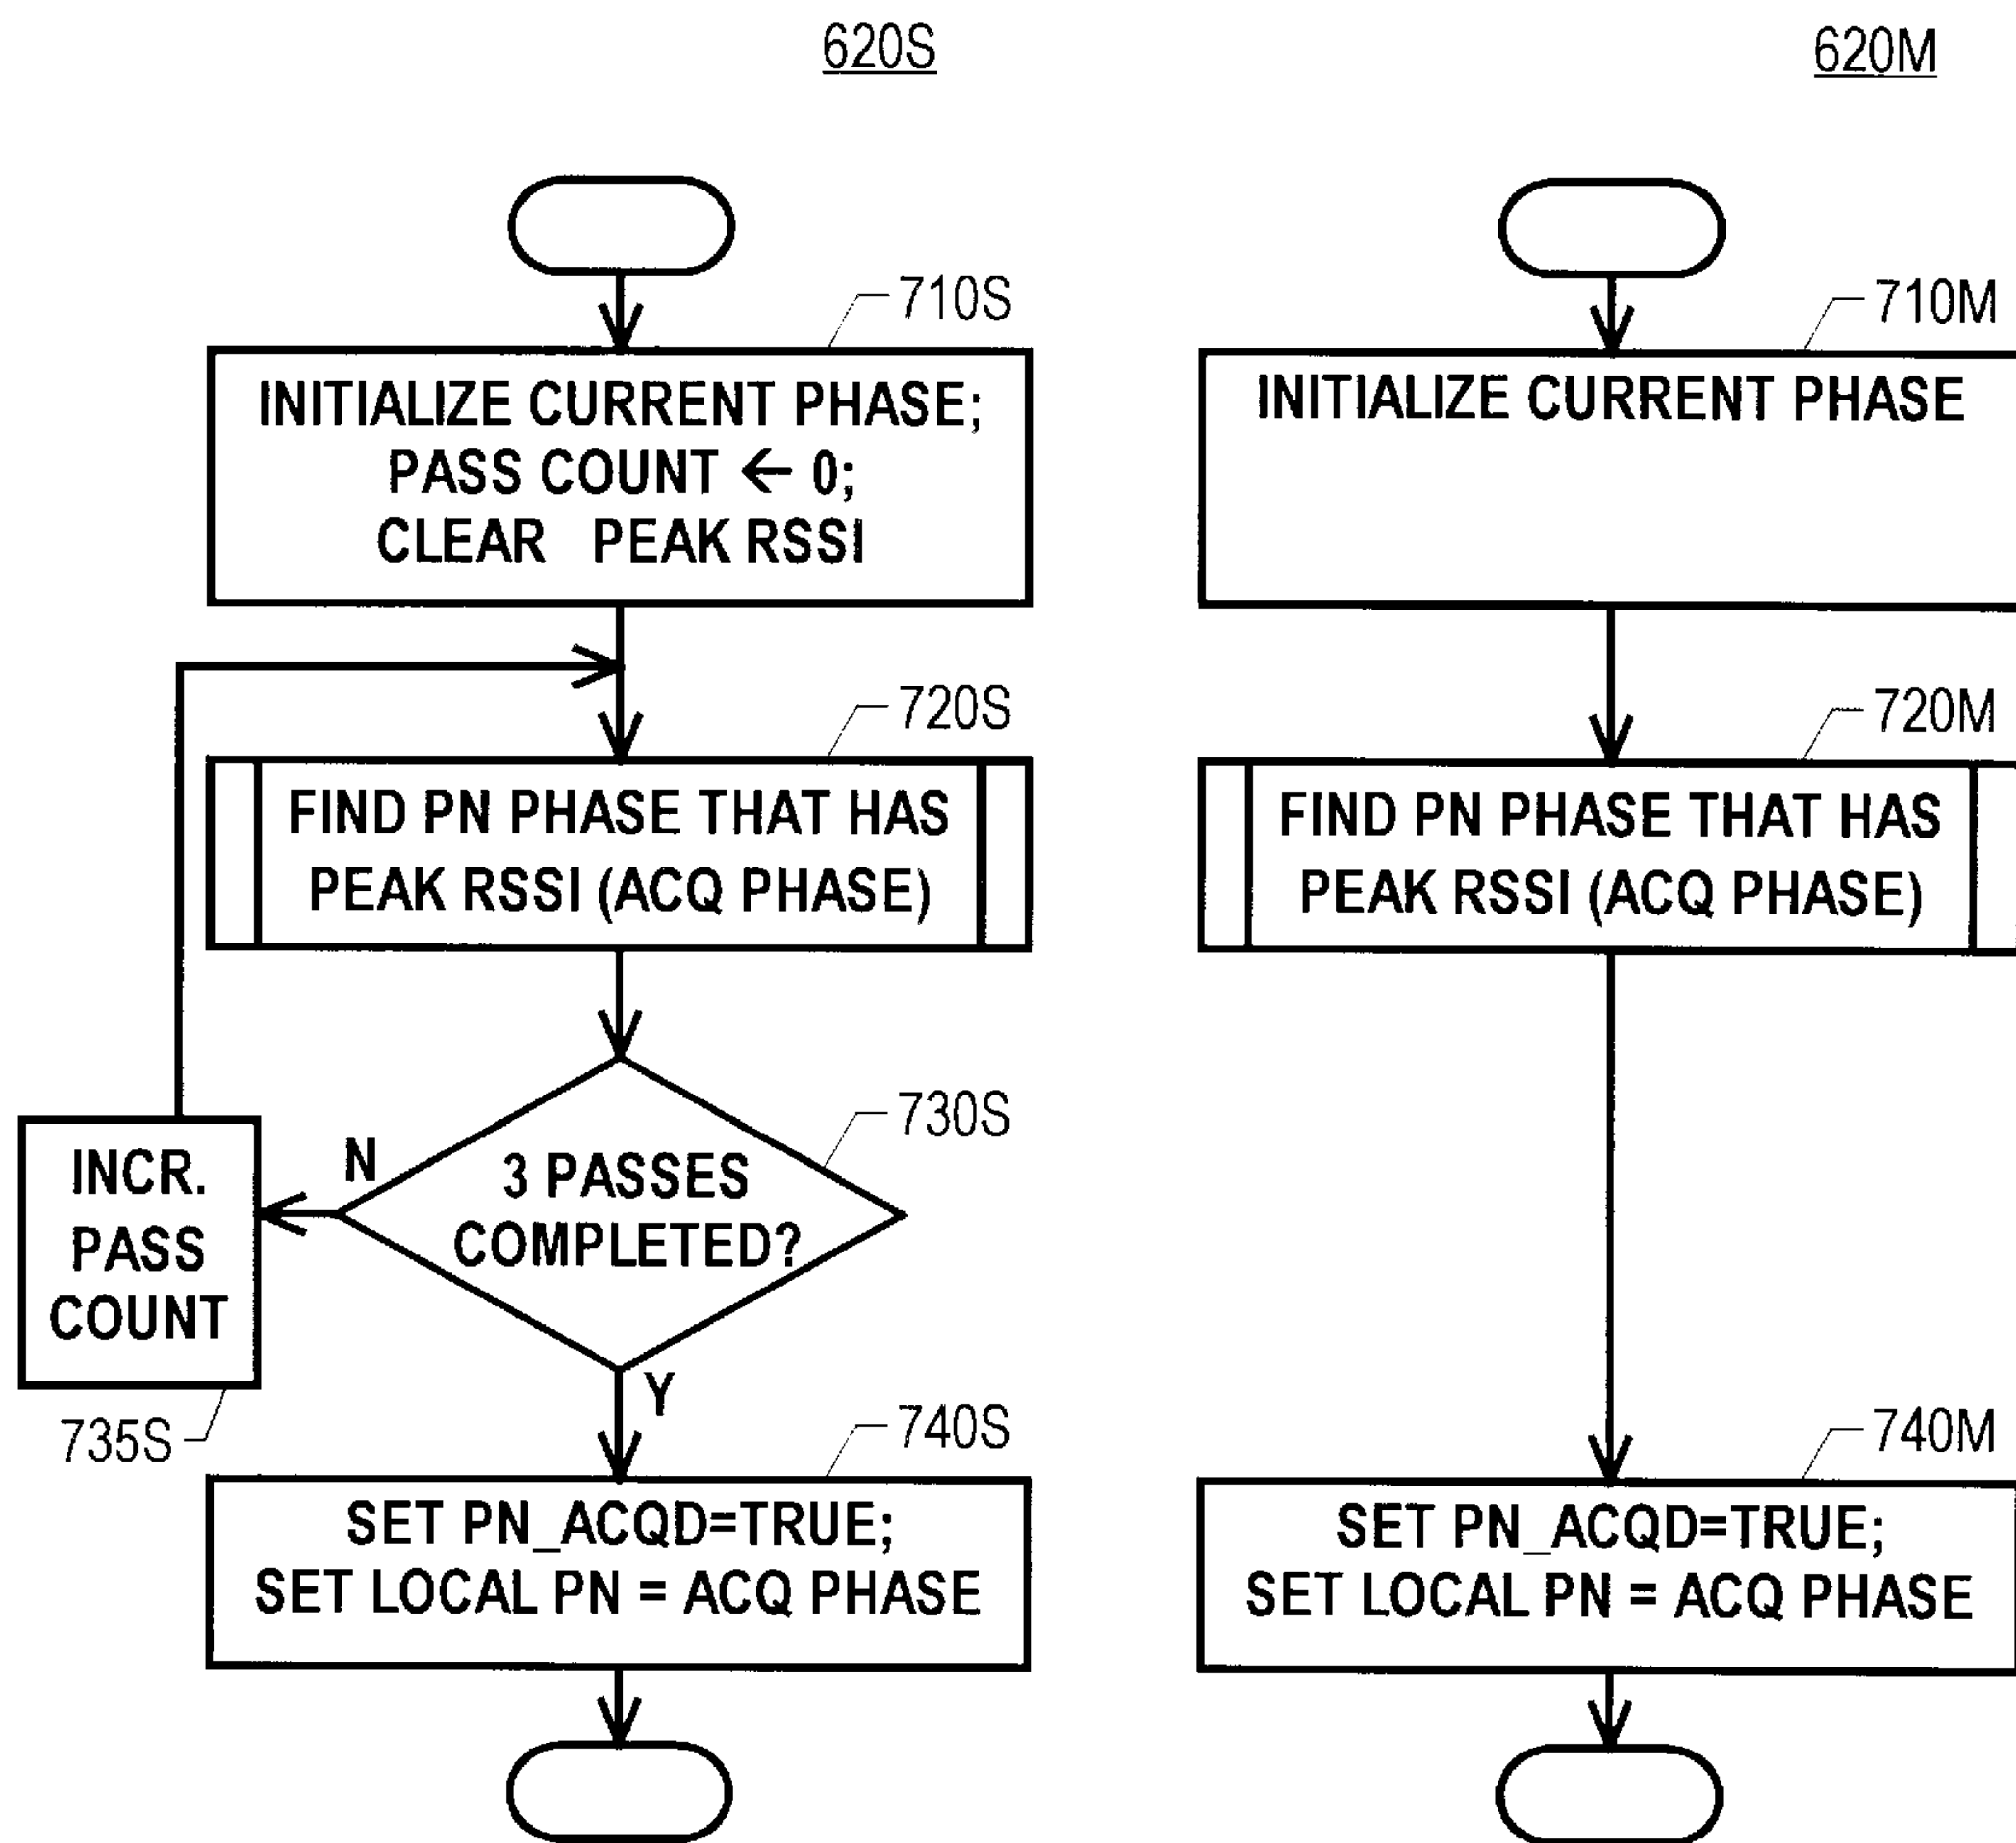 620S
710S
INITIALIZE CURRENT PHASE;
PASS COUNT ← 0;
CLEAR PEAK RSSI
720S
FIND PN PHASE THAT HAS
PEAK RSSI (ACQ PHASE)
730S
3 PASSES
COMPLETED?
N
Y
INCR.
PASS
COUNT
735S
740S
SET PN_ACQD=TRUE;
SET LOCAL PN = ACQ PHASE
620M
710M
INITIALIZE CURRENT PHASE
720M
FIND PN PHASE THAT HAS
PEAK RSSI (ACQ PHASE)
740M
SET PN_ACQD=TRUE;
SET LOCAL PN = ACQ PHASE